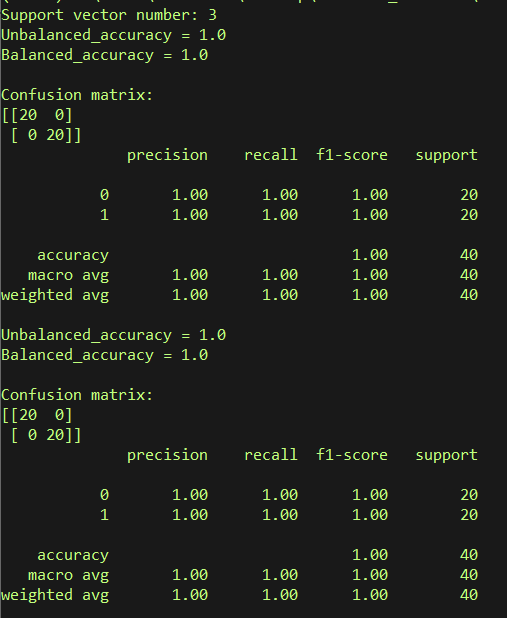 Support vector number: 3
Unbalanced_accuracy = 1.0
Balanced_accuracy = 1.0
Confusion matrix:
[[20  0]
 [ 0 20]]
              precision    recall  f1-score   support
           0       1.00      1.00      1.00        20
           1       1.00      1.00      1.00        20
    accuracy                           1.00        40
   macro avg       1.00      1.00      1.00        40
weighted avg       1.00      1.00      1.00        40
Unbalanced_accuracy = 1.0
Balanced_accuracy = 1.0
Confusion matrix:
[[20  0]
 [ 0 20]]
              precision    recall  f1-score   support
           0       1.00      1.00      1.00        20
           1       1.00      1.00      1.00        20
    accuracy                           1.00        40
   macro avg       1.00      1.00      1.00        40
weighted avg       1.00      1.00      1.00        40